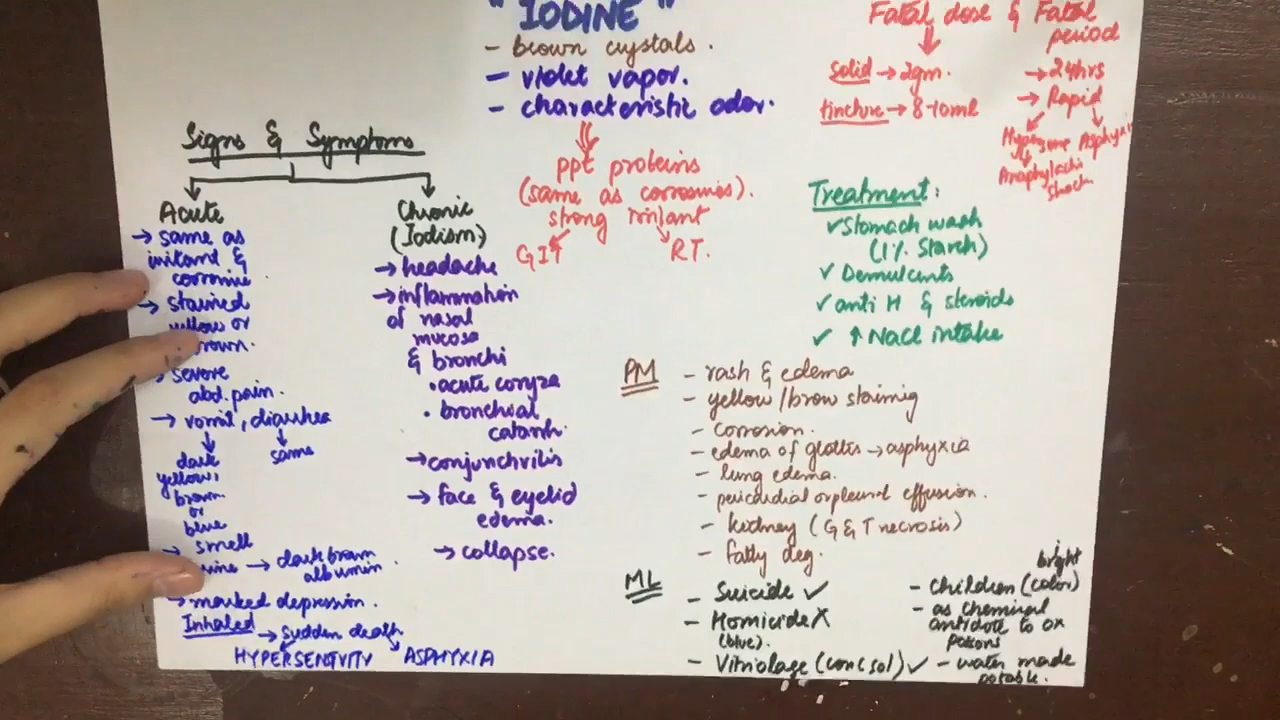 "IODINE"
- brown crystals.
- violet vapor.
- characteristic odor.
ppt proteins
(same as corrosives).
strong irritant
GIT
RT.
Signs & Symptoms
Acute
→ same as
irritant &
corrosive
→ stained
yellow or
brown.
→ severe
abd. pain.
→ vomit, diarrhea
dark
yellow,
brown
or
blue
same
→ smell
urine → dark brown
albumin.
→ marked depression.
Inhaled → sudden death
HYPERSENTVITY
ASPHYXIA
Chronic
(Iodism)
→ headache
→ inflammation
of nasal
mucosa
& bronchi
• acute coryza
• bronchial
catarrh.
→ conjunctivitis
→ face & eyelid
edema.
→ collapse.
Fatal dose & Fatal
period
solid → 2gm.
tincture → 8-10ml
→ 24hrs
→ Rapid
Asphyxia
Anaphylactic
shock
Treatment:
✓ Stomach wash
(1% Starch)
✓ Demulcents
✓ anti H & steroids
✓ ↑ NaCl intake
PM
- rash & edema
- yellow/brow staining
- corrosion.
- edema of glottis → asphyxia
- lung edema.
- pericardial or pleural effusion.
- kidney (G & T necrosis)
- fatty deg.
ML
- Suicide ✓
- Homicide X
(blue).
- Vitriolage (conc sol) ✓
bright
- Children (color)
- as chemical
antidote to ox
poisons
- water made
potable.